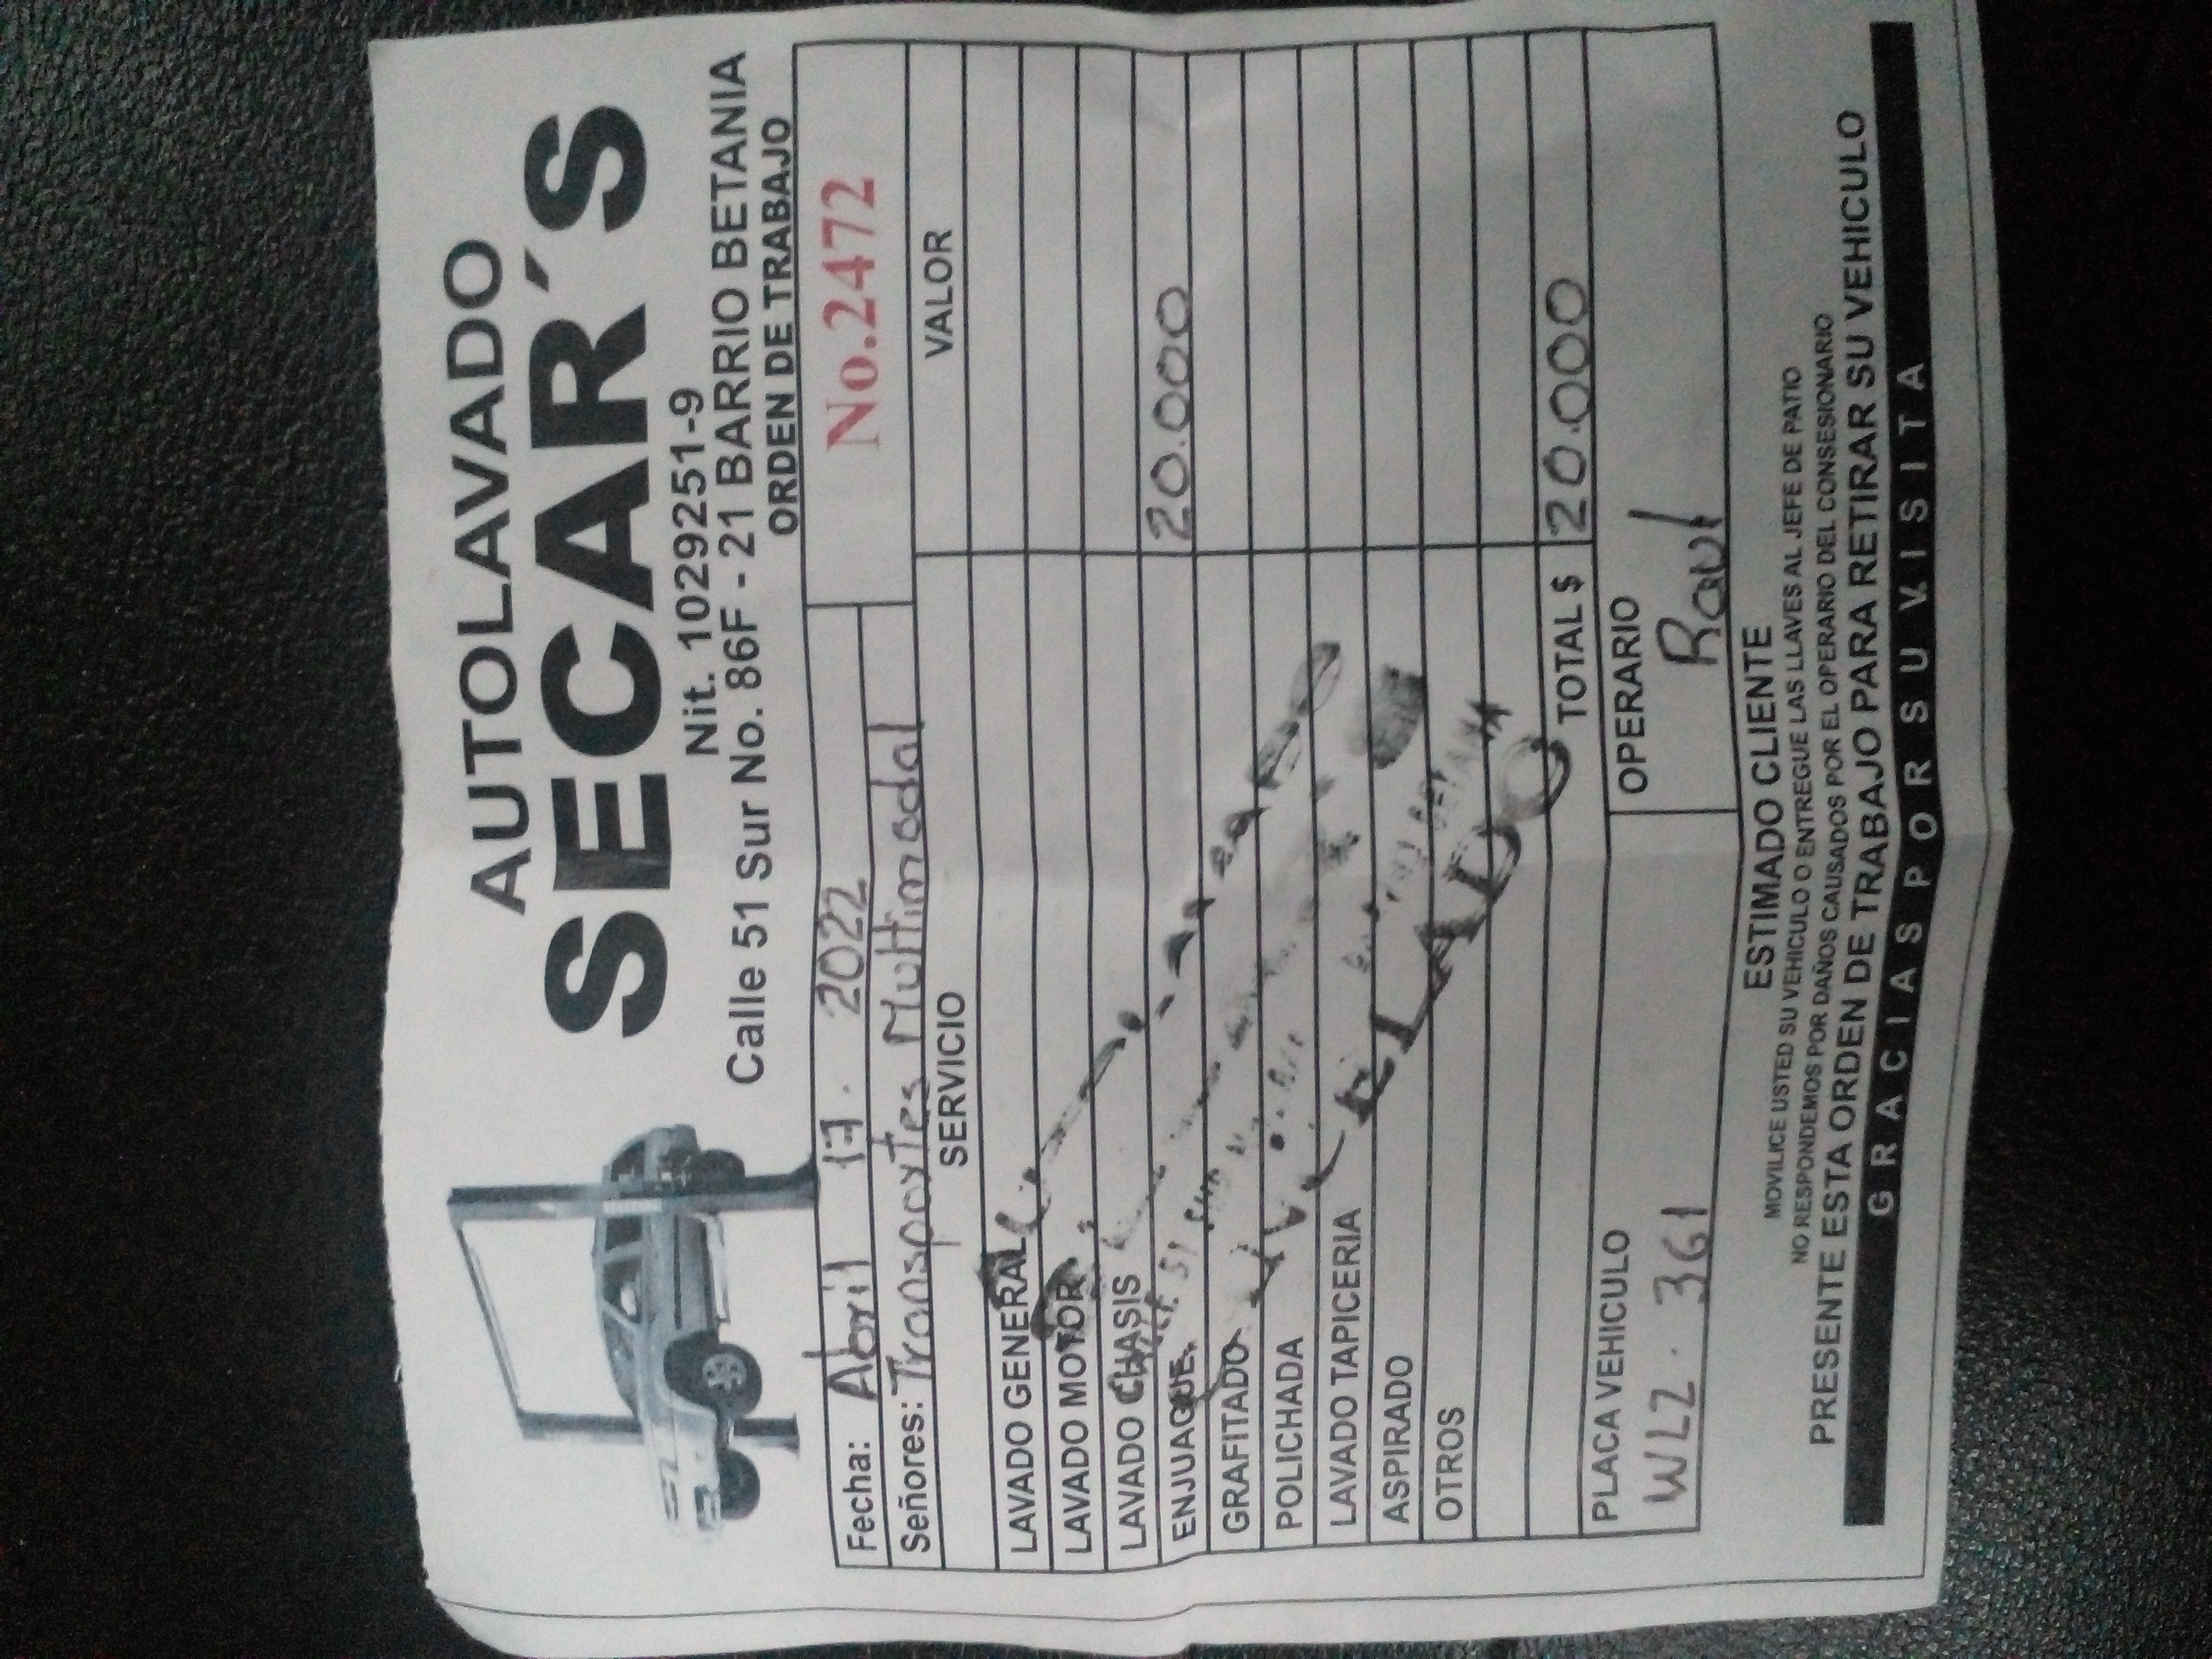 AUTOLAVADO
SECAR´S
Nit. 10299251-9
Calle 51 Sur No. 86F - 21 BARRIO BETANIA
ORDEN DE TRABAJO
Fecha: Abril 17. 2022
No.2472
Señores: Transportes Multimodal
SERVICIO VALOR
LAVADO GENERAL
LAVADO MOTOR
LAVADO CHASIS
ENJUAGUE 20.000
GRAFITADO
POLICHADA
LAVADO TAPICERIA
ASPIRADO
OTROS
TOTAL $ 20.000
PLACA VEHICULO OPERARIO
WLZ. 361 Raul
ESTIMADO CLIENTE
MOVILICE USTED SU VEHICULO O ENTREGUE LAS LLAVES AL JEFE DE PATIO
NO RESPONDEMOS POR DAÑOS CAUSADOS POR EL OPERARIO DEL CONSESIONARIO
PRESENTE ESTA ORDEN DE TRABAJO PARA RETIRAR SU VEHICULO
GRACIAS POR SU VISITA